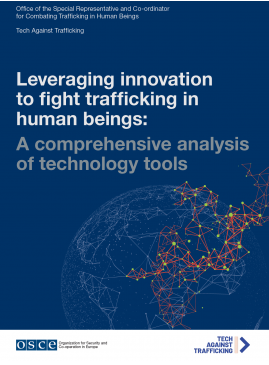 Office of the Special Representative and Co-ordinator
for Combating Trafficking in Human Beings
Tech Against Trafficking
Leveraging innovation
to fight trafficking in
human beings:
A comprehensive analysis
of technology tools
osce
Organization for Security and
Co-operation in Europe
TECH
AGAINST
TRAFFICKING